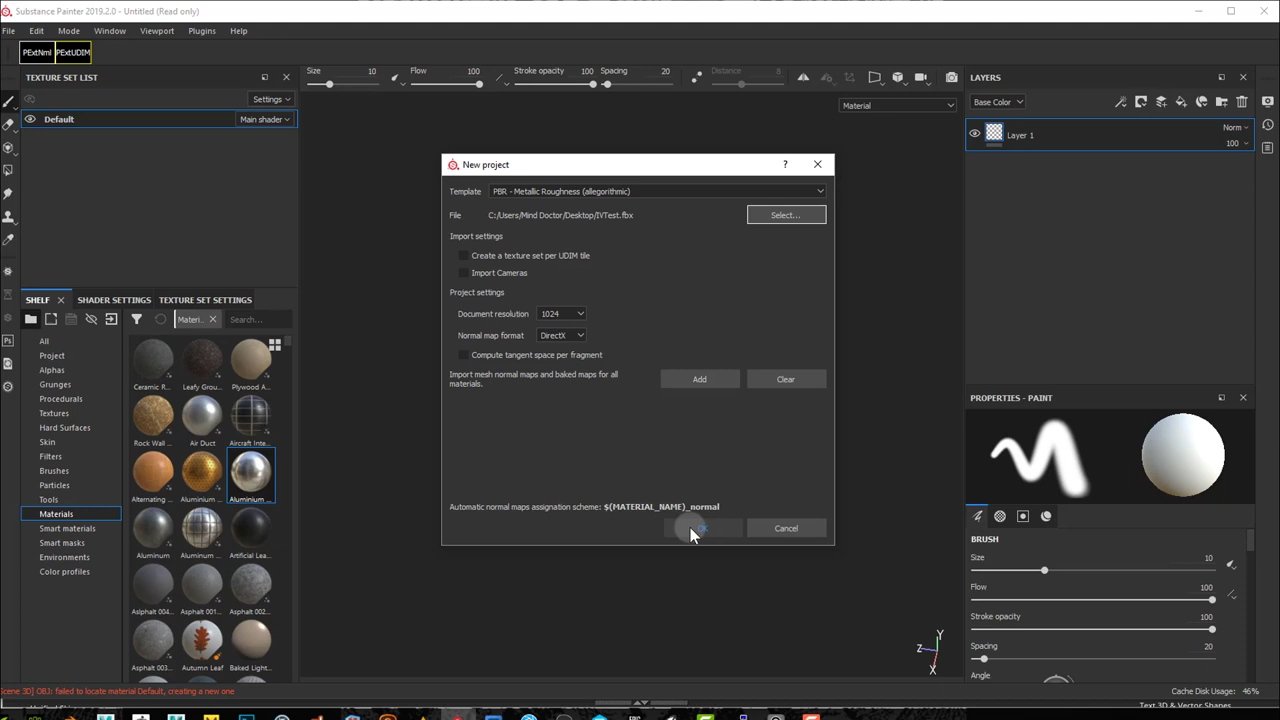 Substance Painter 2019.2.0 - Untitled (Read only)
File Edit Mode Window Viewport Plugins Help
PExtNml PExtUDIM
TEXTURE SET LIST
Settings
Default Main shader
Size 10 Flow 100 Stroke opacity 100 Spacing 20 Distance 8
Material
LAYERS
Base Color
Layer 1 Norm
100
New project ?
Template PBR - Metallic Roughness (allegorithmic)
File C:/Users/Mind Doctor/Desktop/IVTest.fbx Select...
Import settings
Create a texture set per UDIM tile
Import Cameras
Project settings
Document resolution 1024
Normal map format DirectX
Compute tangent space per fragment
Import mesh normal maps and baked maps for all
materials.
Add Clear
Automatic normal maps assignation scheme: $(MATERIAL_NAME)_normal
OK Cancel
SHELF SHADER SETTINGS TEXTURE SET SETTINGS
Materi... Search...
All
Project
Alphas
Grunges
Procedurals
Textures
Hard Surfaces
Skin
Filters
Brushes
Particles
Tools
Materials
Smart materials
Smart masks
Environments
Color profiles
Ceramic R... Leafy Grou... Plywood A...
Rock Wall ... Air Duct Aircraft Inte...
Alternating ... Aluminium ... Aluminium ...
Aluminum Aluminum ... Artificial Lea...
Asphalt 004... Asphalt 001... Asphalt 002...
Asphalt 003... Autumn Leaf Baked Light...
Z Y X
PROPERTIES - PAINT
BRUSH
Size 10
Flow 100
Stroke opacity 100
Spacing 20
Angle
Scene 3D] OBJ: failed to locate material Default, creating a new one
Cache Disk Usage: 46%
Text 3D & Vector Shapes